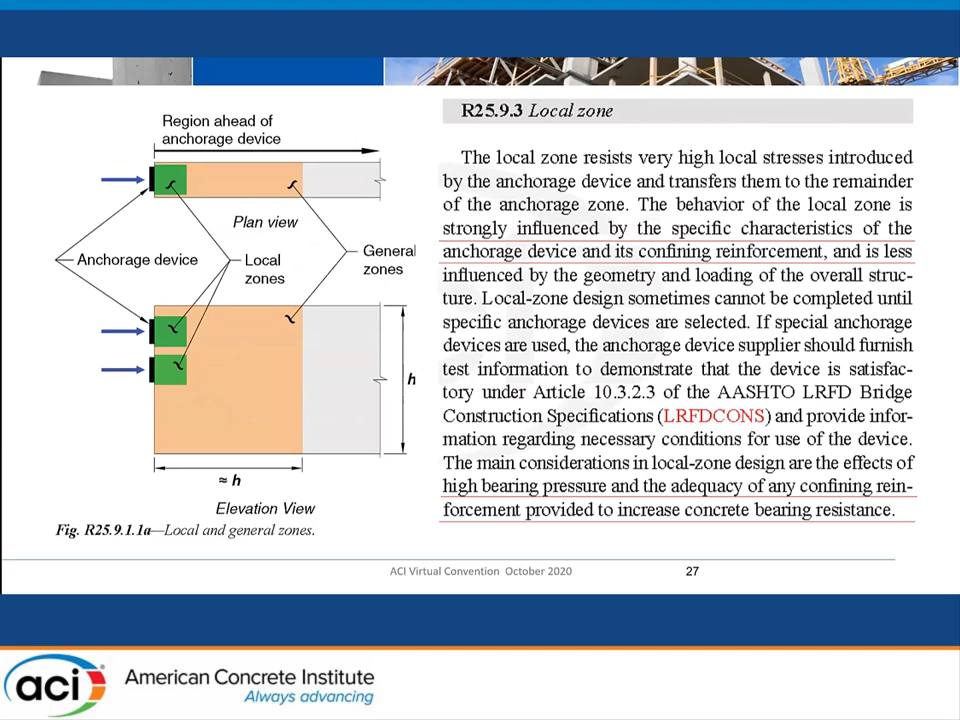 Region ahead of
anchorage device
Plan view
Anchorage device
Local
zones
General
zones
h
≈ h
Elevation View
Fig. R25.9.1.1a—Local and general zones.
R25.9.3 Local zone
The local zone resists very high local stresses introduced
by the anchorage device and transfers them to the remainder
of the anchorage zone. The behavior of the local zone is
strongly influenced by the specific characteristics of the
anchorage device and its confining reinforcement, and is less
influenced by the geometry and loading of the overall struc-
ture. Local-zone design sometimes cannot be completed until
specific anchorage devices are selected. If special anchorage
devices are used, the anchorage device supplier should furnish
test information to demonstrate that the device is satisfac-
tory under Article 10.3.2.3 of the AASHTO LRFD Bridge
Construction Specifications (LRFDCONS) and provide infor-
mation regarding necessary conditions for use of the device.
The main considerations in local-zone design are the effects of
high bearing pressure and the adequacy of any confining rein-
forcement provided to increase concrete bearing resistance.
ACI Virtual Convention October 2020
27
aci
American Concrete Institute
Always advancing